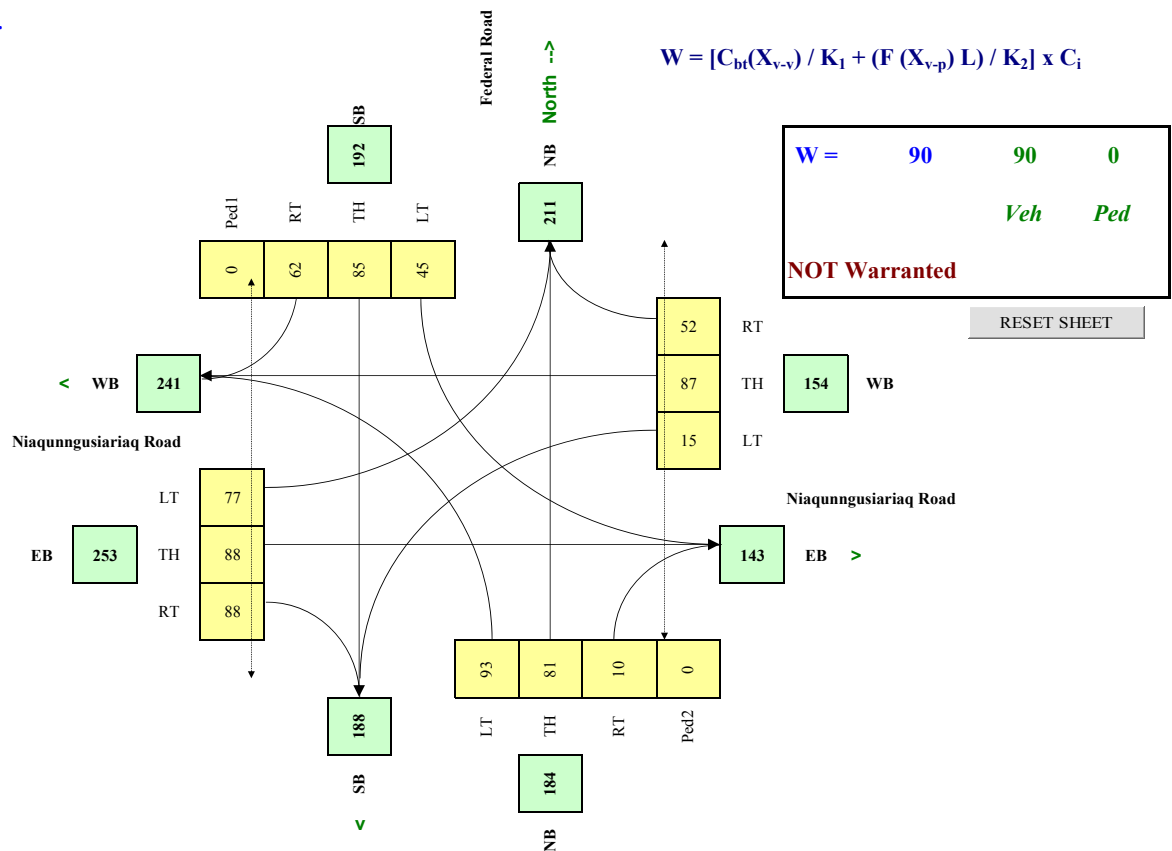 Federal Road
North -->
W = [Cbt(Xv-v) / K1 + (F (Xv-p) L) / K2] x Ci
SB
192
NB
211
W = 90 90 0
Veh Ped
NOT Warranted
RESET SHEET
Ped1 RT TH LT
0 62 85 45
52 RT
< WB 241
87 TH 154 WB
15 LT
Niaqunngusiariaq Road
LT 77
Niaqunngusiariaq Road
EB 253 TH 88
143 EB >
RT 88
93 81 10 0
LT TH RT Ped2
188
SB
v
184
NB